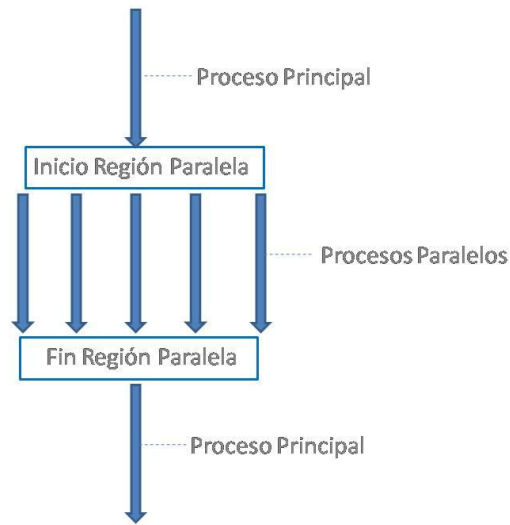 Proceso Principal
Inicio Región Paralela
Procesos Paralelos
Fin Región Paralela
Proceso Principal